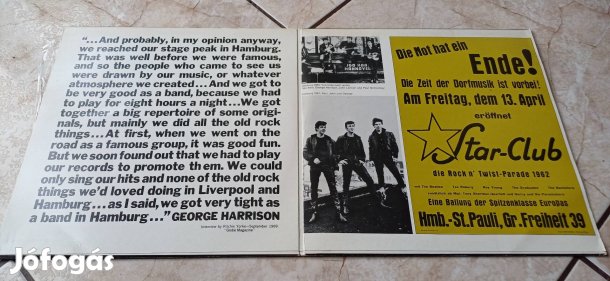 “...And probably, in my opinion anyway,
we reached our stage peak in Hamburg.
That was well before we were famous,
and so the people who came to see us
were drawn by our music, or whatever
atmosphere we created...And we got to
be very good as a band, because we had
to play for eight hours a night...We got
together a big repertoire of some origi-
nals, but mainly we did all the old rock
things...At first, when we went on the
road as a famous group, it was good fun.
But we soon found out that we had to play
our records to promote them. We could
only sing our hits and none of the old rock
things we'd loved doing in Liverpool and
Hamburg...as I said, we got very tight as
a band in Hamburg...” GEORGE HARRISON
Die Not hat ein
Ende!
Die Zeit der Dorfmusik ist vorbei!
Am Freitag, dem 13. April
eröffnet
Star-Club
die Rock n' Twist-Parade 1962
Eine Ballung der Spitzenklasse Europas
Hmb.-St.Pauli, Gr. Freiheit 39
Jófogás